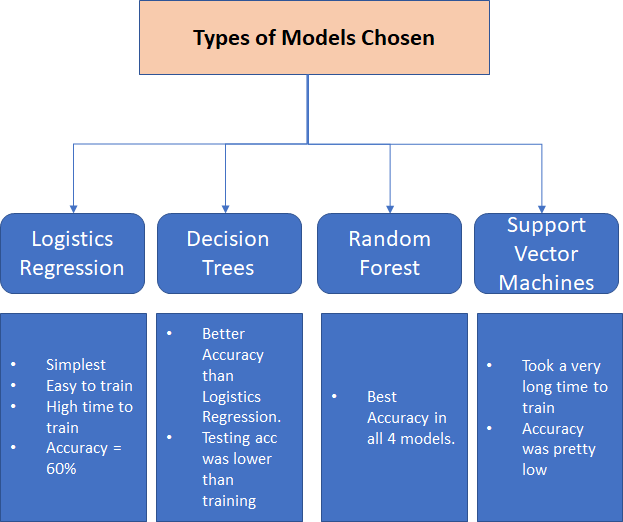 Types of Models Chosen
Logistics
Regression
Decision
Trees
Random
Forest
Support
Vector
Machines
• Simplest
• Easy to train
• High time to
train
• Accuracy =
60%
• Better
Accuracy
than
Logistics
Regression.
• Testing acc
was lower
than
training
• Best
Accuracy in
all 4 models.
• Took a very
long time to
train
• Accuracy
was pretty
low